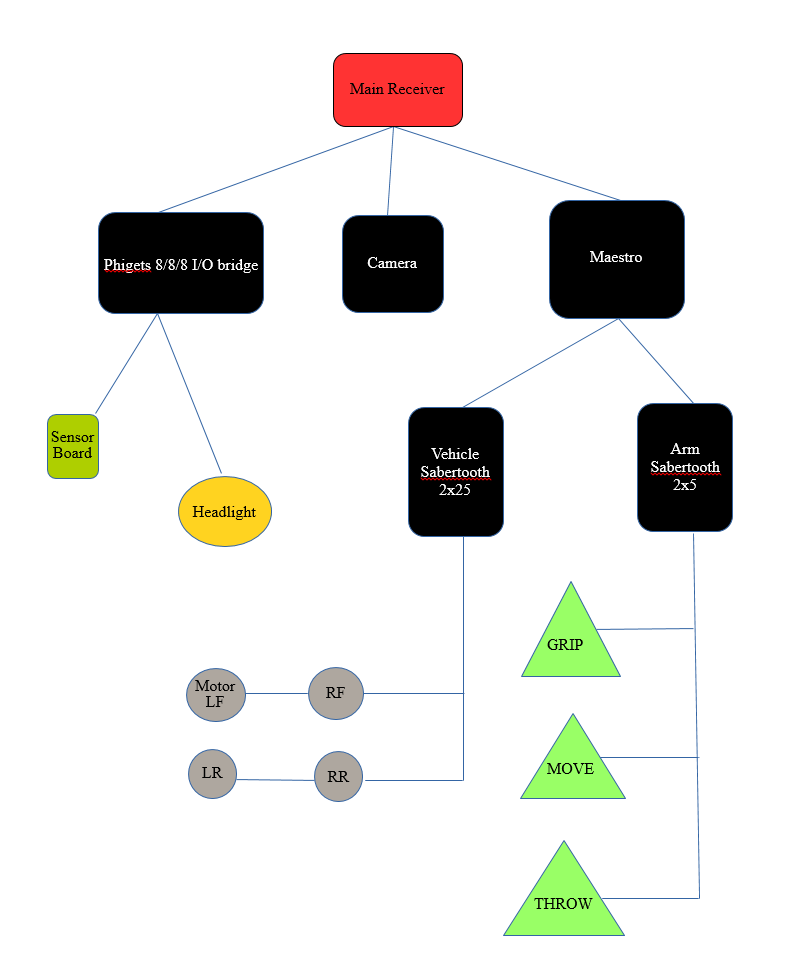 Main Receiver
Phigets 8/8/8 I/O bridge
Camera
Maestro
Sensor
Board
Headlight
Vehicle
Sabertooth
2x25
Arm
Sabertooth
2x5
GRIP
Motor
LF
RF
LR
RR
MOVE
THROW